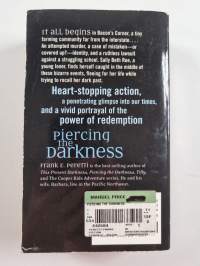 IT ALL BEGINS in Bacon's Corner, a tiny
farming community far from the interstate. . . .
An attempted murder, a case of mistaken—or
covered up?—identity, and a ruthless lawsuit
against a struggling school. Sally Beth Roe, a
young loner, finds herself caught in the middle of
these bizarre events, fleeing for her life while
trying to recall her dark past.
Heart-stopping action,
a penetrating glimpse into our times,
and a vivid portrayal of the
power of redemption
Piercing
the
DARKNESS
FRANK E. PERETTI is the best-selling author of
This Present Darkness, Piercing the Darkness, Tilly,
and The Cooper Kids Adventure series. He and his
wife, Barbara, live in the Pacific Northwest.
PIERCING THE DARKNESS